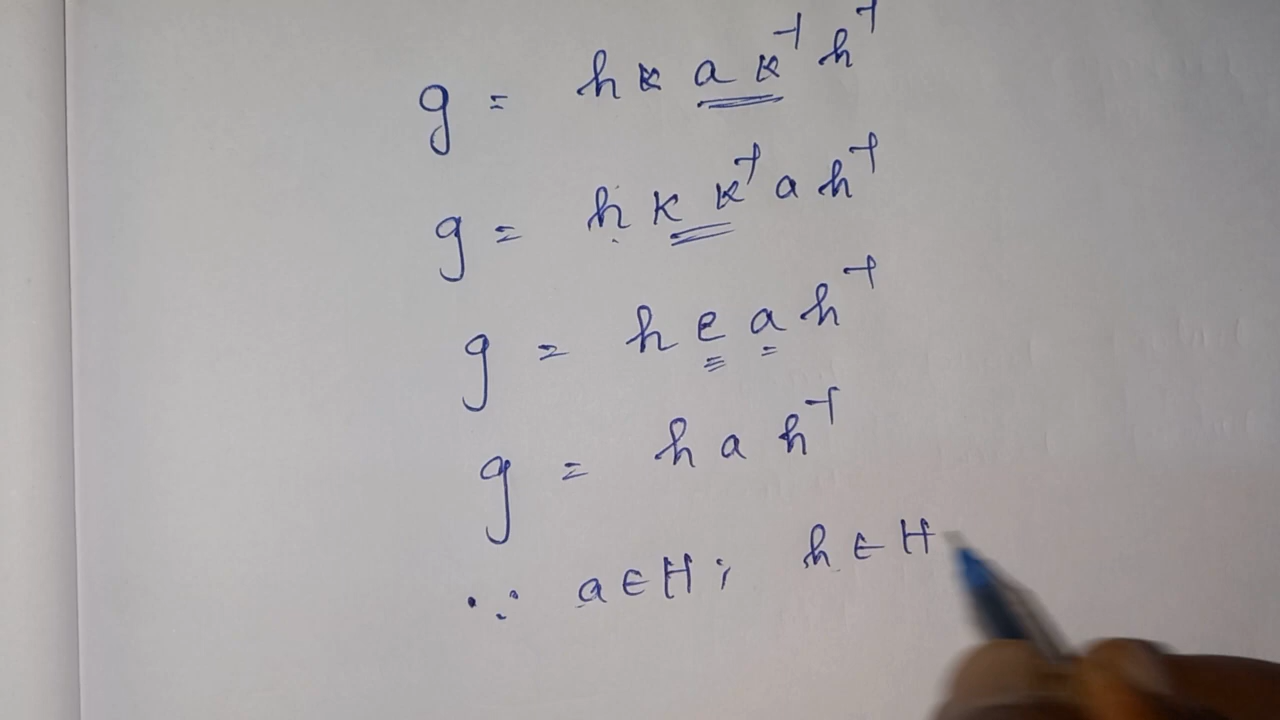 g = h k a k⁻¹ h⁻¹
g = h k k⁻¹ a h⁻¹
g = h e a h⁻¹
g = h a h⁻¹
∵ a ∈ H ; h ∈ H